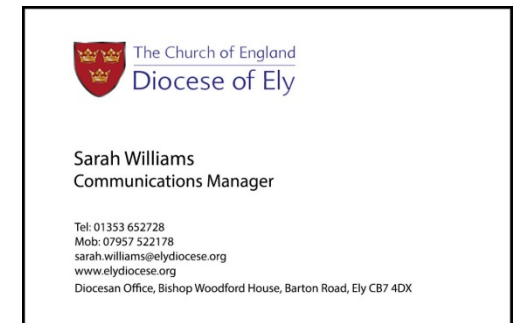 The Church of England
Diocese of Ely
Sarah Williams
Communications Manager
Tel: 01353 652728
Mob: 07957 522178
sarah.williams@elydiocese.org
www.elydiocese.org
Diocesan Office, Bishop Woodford House, Barton Road, Ely CB7 4DX